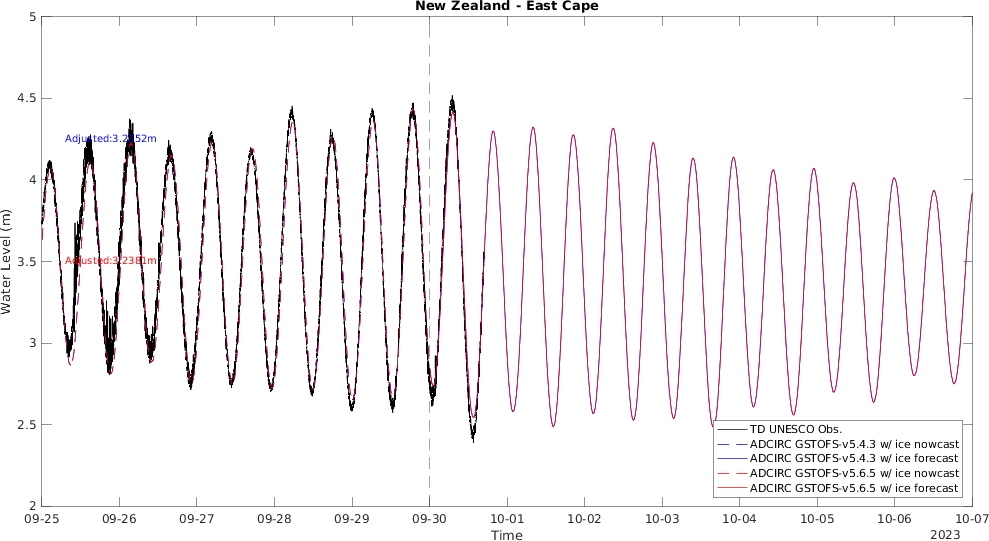 New Zealand - East Cape
5
4.5
4
3.5
3
2.5
2
Water Level (m)
Adjusted:3.2452m
Adjusted:3.2381m
TD UNESCO Obs.
ADCIRC GSTOFS-v5.4.3 w/ ice nowcast
ADCIRC GSTOFS-v5.4.3 w/ ice forecast
ADCIRC GSTOFS-v5.6.5 w/ ice nowcast
ADCIRC GSTOFS-v5.6.5 w/ ice forecast
09-25 09-26 09-27 09-28 09-29 09-30 10-01 10-02 10-03 10-04 10-05 10-06 10-07
Time
2023